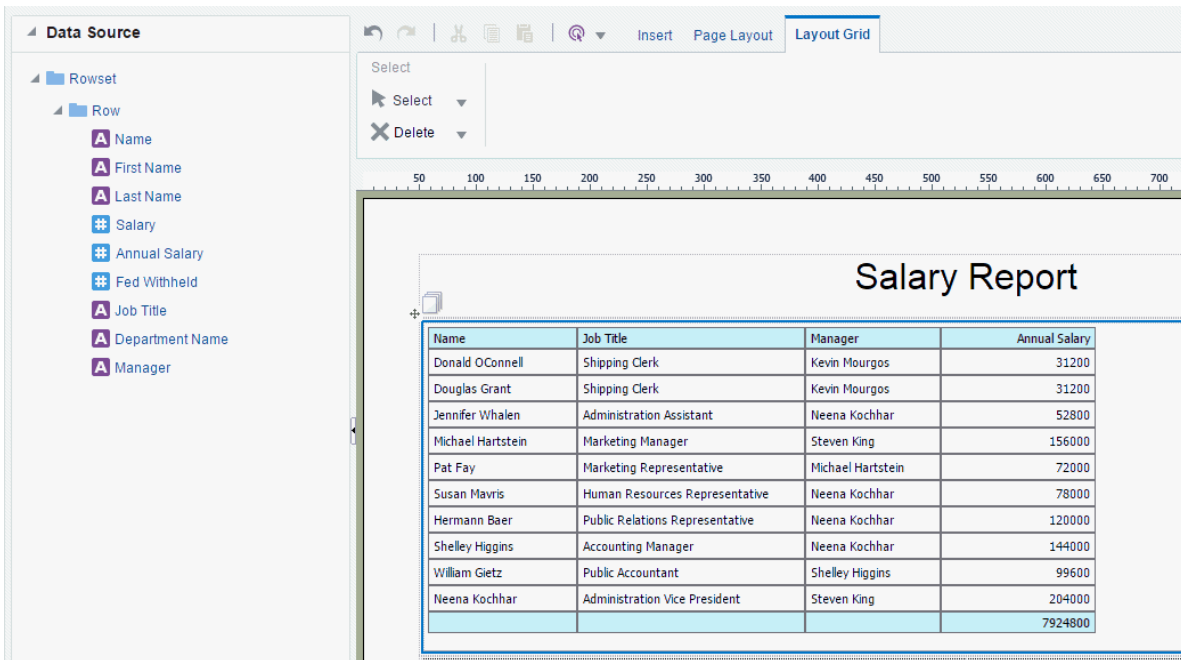 Data Source
Rowset
Row
A Name
A First Name
A Last Name
# Salary
# Annual Salary
# Fed Withheld
A Job Title
A Department Name
A Manager
Insert Page Layout Layout Grid
Select
Select
Delete
50 100 150 200 250 300 350 400 450 500 550 600 650 700
Salary Report
Name Job Title Manager Annual Salary
Donald OConnell Shipping Clerk Kevin Mourgos 31200
Douglas Grant Shipping Clerk Kevin Mourgos 31200
Jennifer Whalen Administration Assistant Neena Kochhar 52800
Michael Hartstein Marketing Manager Steven King 156000
Pat Fay Marketing Representative Michael Hartstein 72000
Susan Mavris Human Resources Representative Neena Kochhar 78000
Hermann Baer Public Relations Representative Neena Kochhar 120000
Shelley Higgins Accounting Manager Neena Kochhar 144000
William Gietz Public Accountant Shelley Higgins 99600
Neena Kochhar Administration Vice President Steven King 204000
7924800